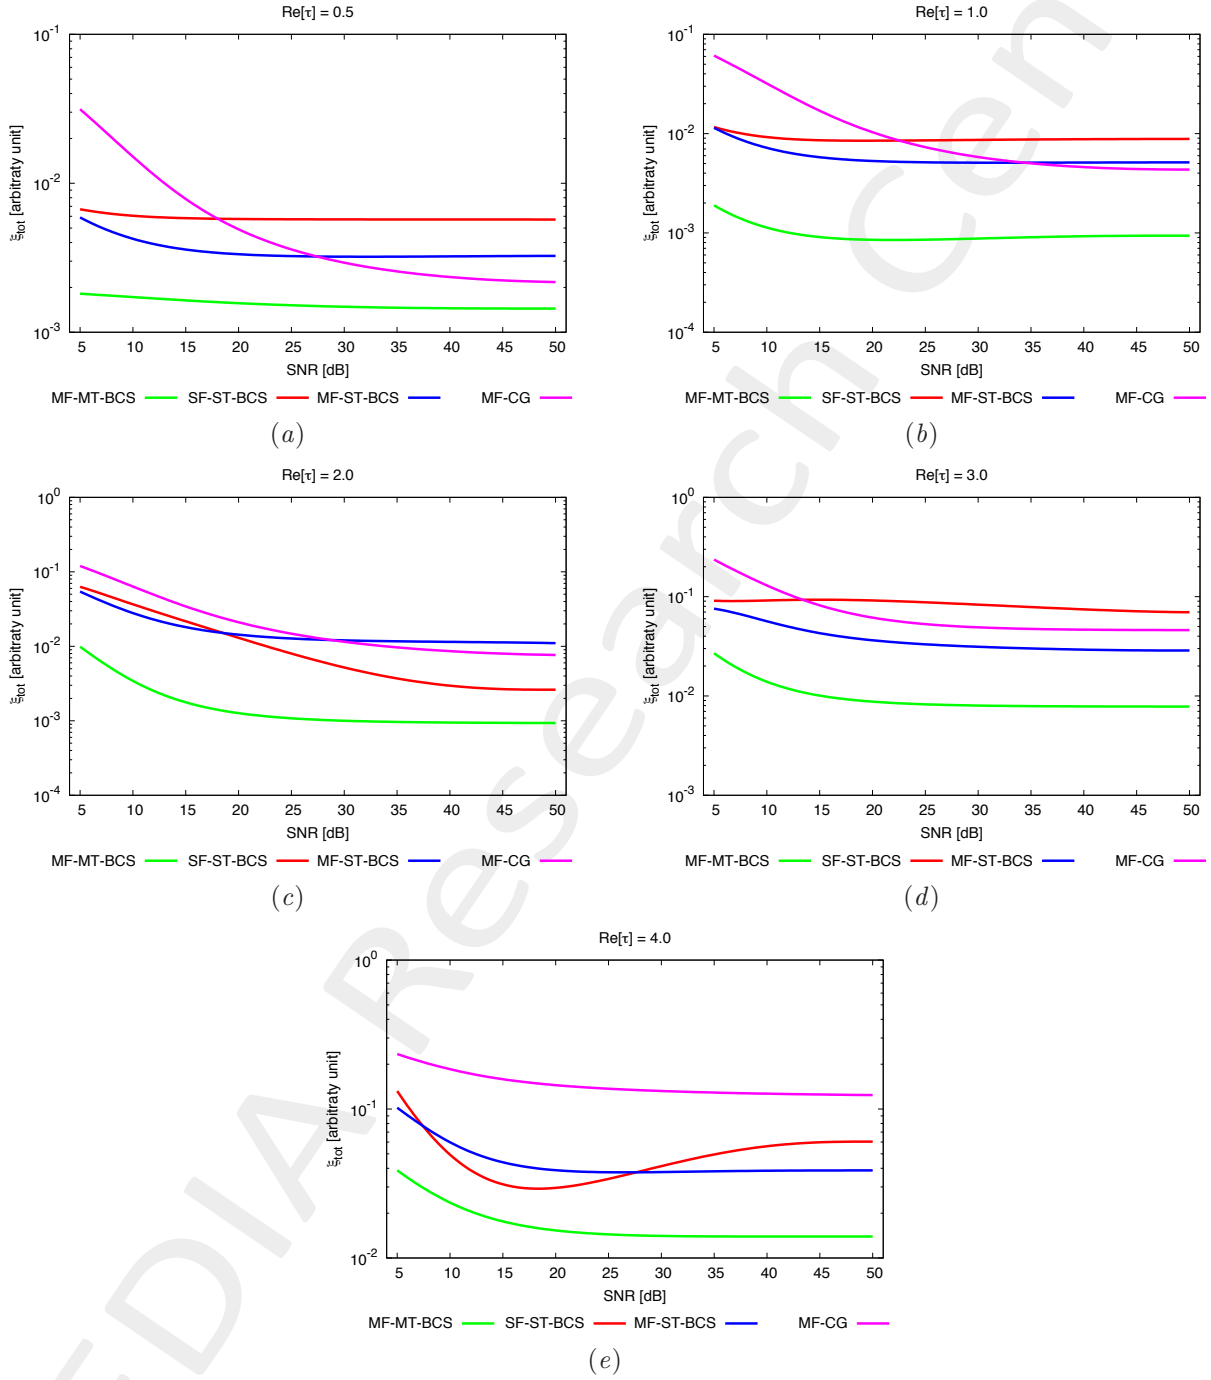 Re[τ] = 0.5
10^-1
10^-2
10^-3
ξtot [arbitraty unit]
5 10 15 20 25 30 35 40 45 50
SNR [dB]
MF-MT-BCS SF-ST-BCS MF-ST-BCS MF-CG
(a)
Re[τ] = 1.0
10^-1
10^-2
10^-3
10^-4
ξtot [arbitraty unit]
5 10 15 20 25 30 35 40 45 50
SNR [dB]
MF-MT-BCS SF-ST-BCS MF-ST-BCS MF-CG
(b)
Re[τ] = 2.0
10^0
10^-1
10^-2
10^-3
10^-4
ξtot [arbitraty unit]
5 10 15 20 25 30 35 40 45 50
SNR [dB]
MF-MT-BCS SF-ST-BCS MF-ST-BCS MF-CG
(c)
Re[τ] = 3.0
10^0
10^-1
10^-2
10^-3
ξtot [arbitraty unit]
5 10 15 20 25 30 35 40 45 50
SNR [dB]
MF-MT-BCS SF-ST-BCS MF-ST-BCS MF-CG
(d)
Re[τ] = 4.0
10^0
10^-1
10^-2
ξtot [arbitraty unit]
5 10 15 20 25 30 35 40 45 50
SNR [dB]
MF-MT-BCS SF-ST-BCS MF-ST-BCS MF-CG
(e)
EDIA Research Cen